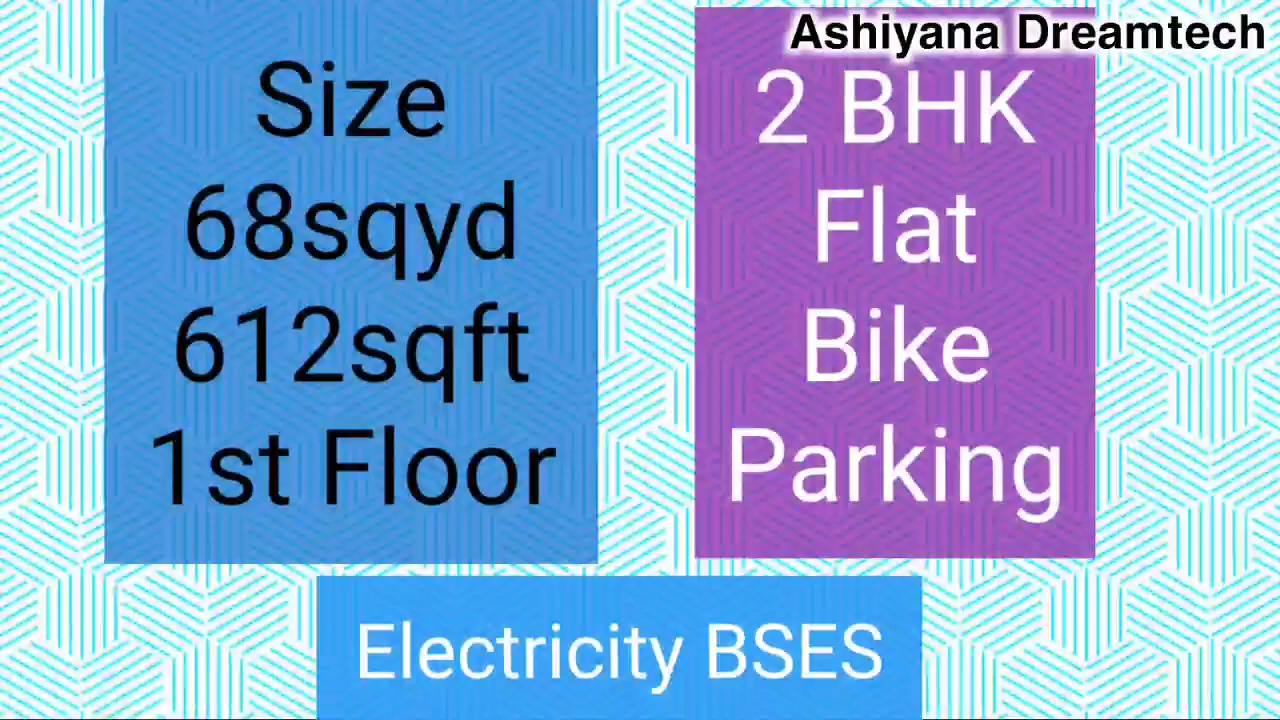 Ashiyana Dreamtech
Size
68sqyd
612sqft
1st Floor
2 BHK
Flat
Bike
Parking
Electricity BSES